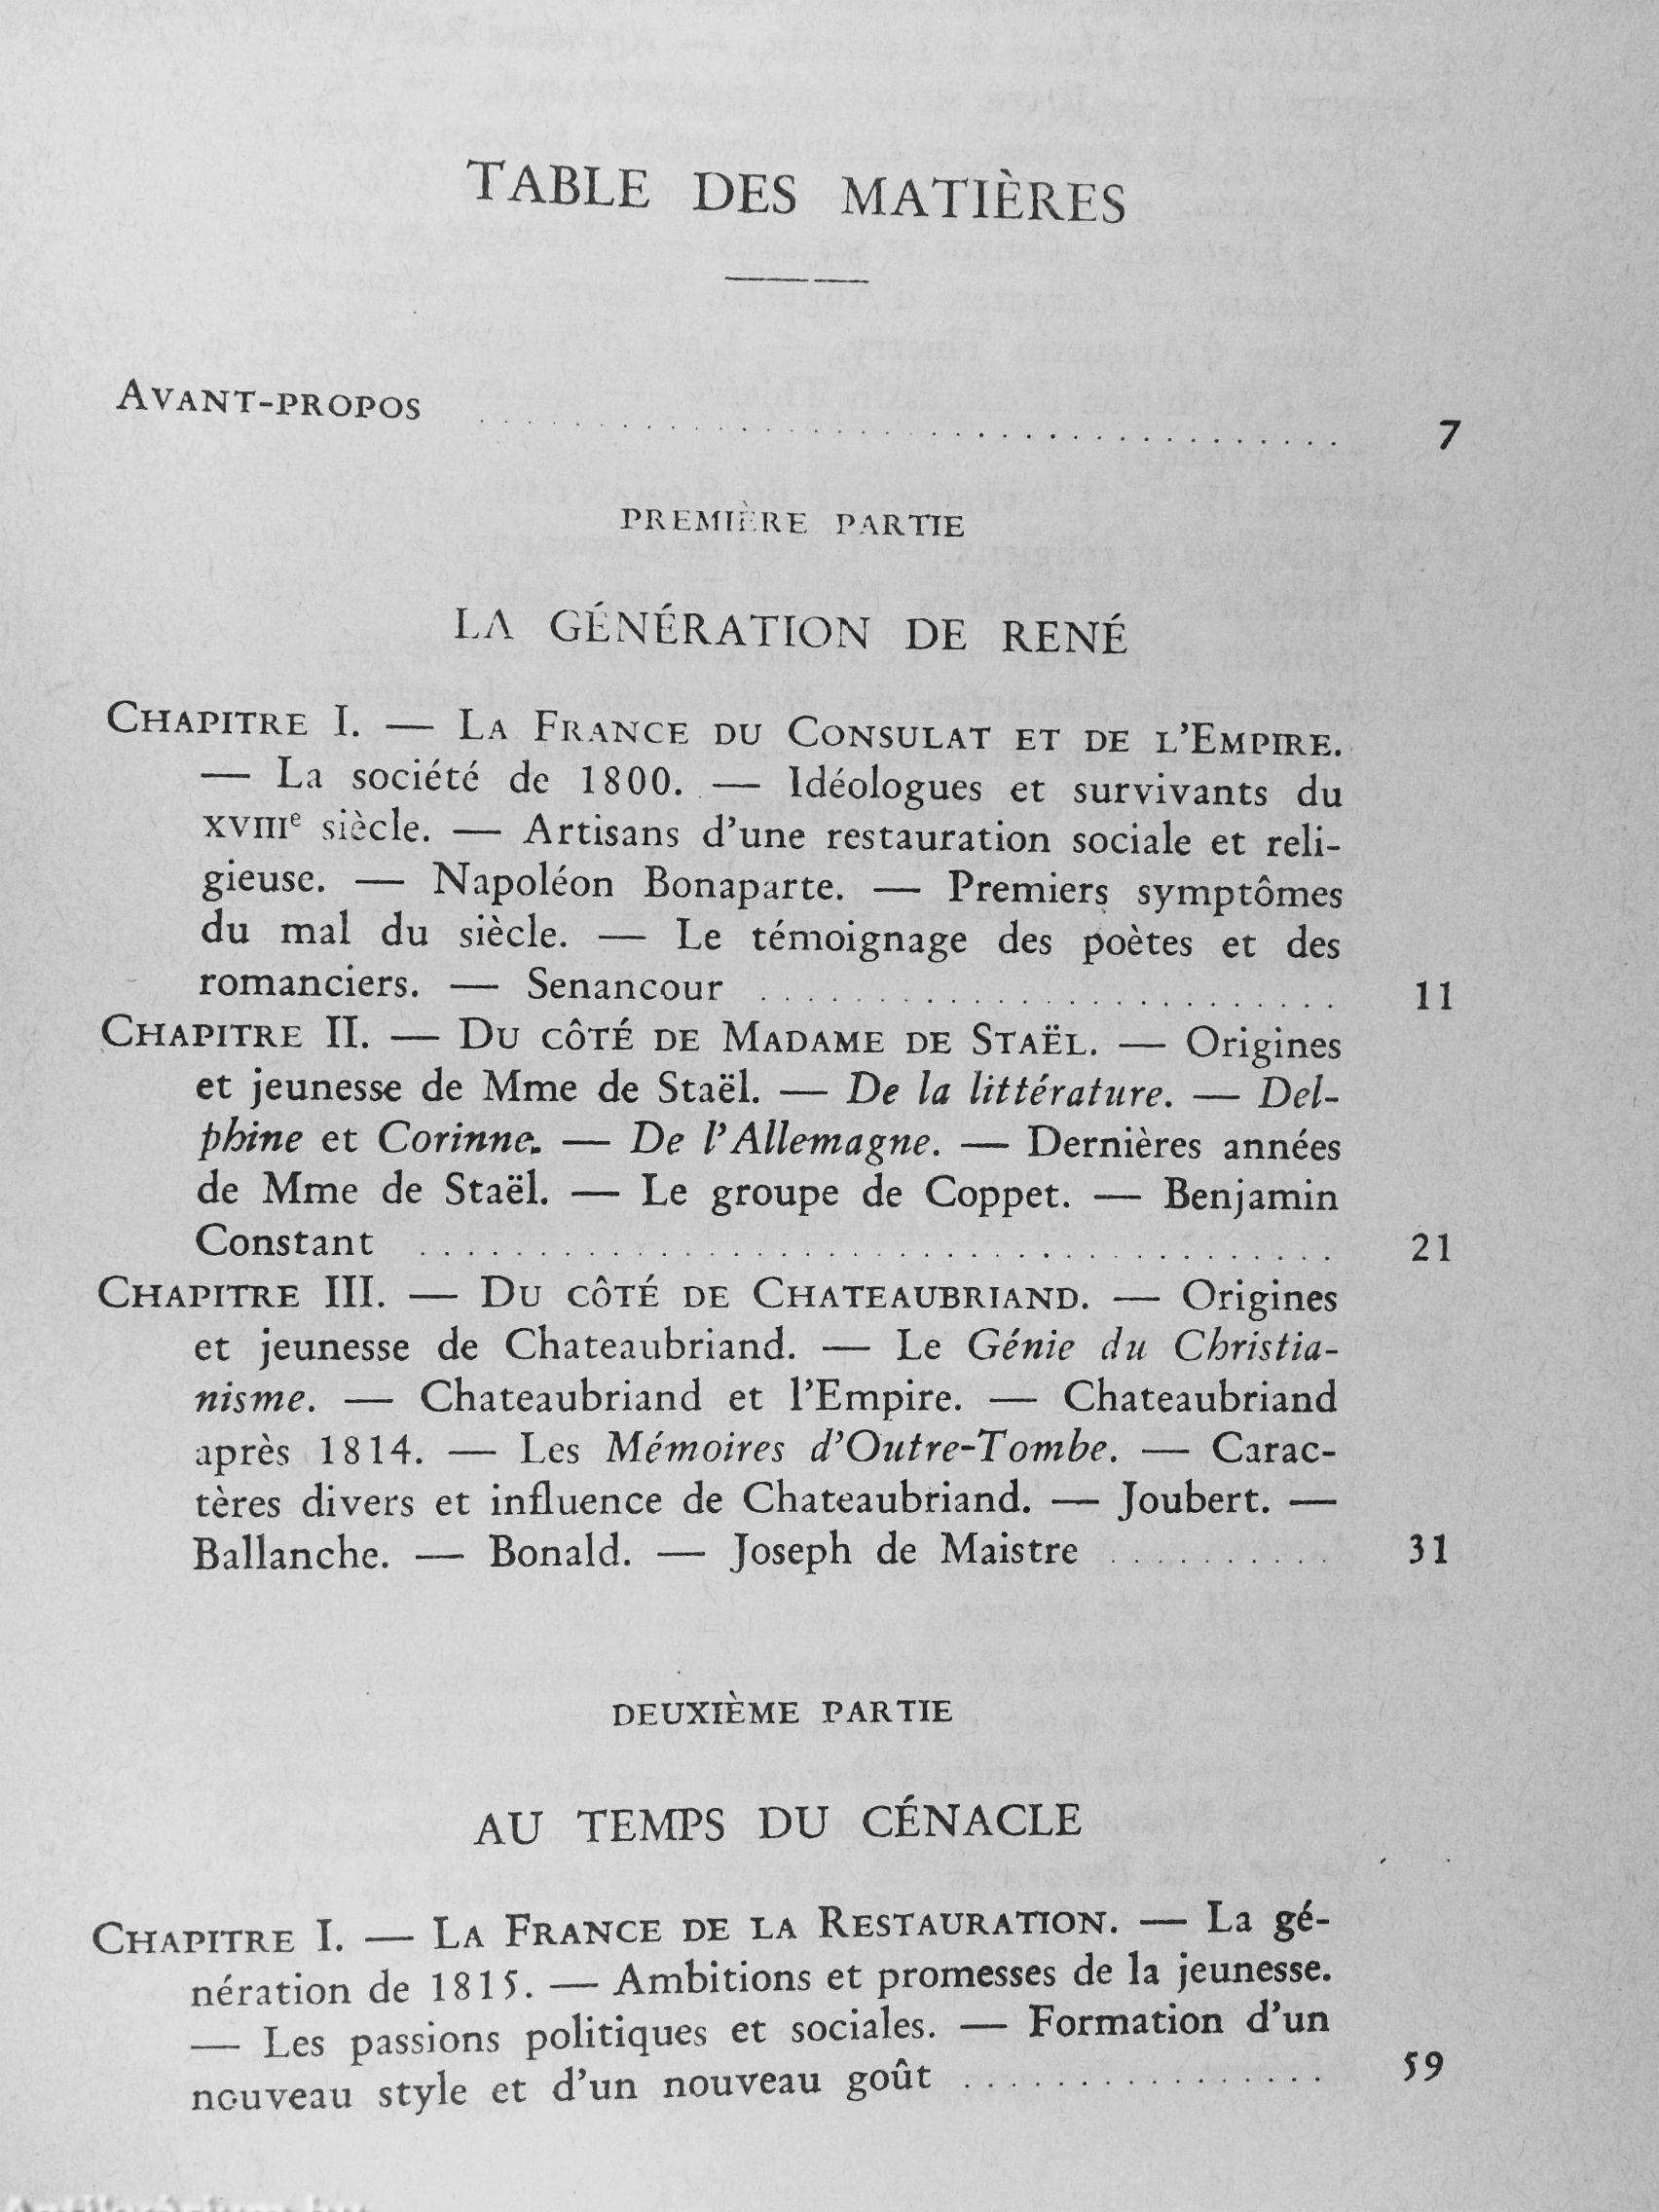 TABLE DES MATIÈRES
AVANT-PROPOS . . . . . . . . . . . . . . . . . . . . . . . . . . . . . . 7
PREMIÈRE PARTIE
LA GÉNÉRATION DE RENÉ
CHAPITRE I. — LA FRANCE DU CONSULAT ET DE L'EMPIRE.
— La société de 1800. — Idéologues et survivants du
XVIIIe siècle. — Artisans d'une restauration sociale et reli-
gieuse. — Napoléon Bonaparte. — Premiers symptômes
du mal du siècle. — Le témoignage des poètes et des
romanciers. — Senancour . . . . . . . . . . . . . . . . . . . 11
CHAPITRE II. — DU CÔTÉ DE MADAME DE STAËL. — Origines
et jeunesse de Mme de Staël. — De la littérature. — Del-
phine et Corinne. — De l'Allemagne. — Dernières années
de Mme de Staël. — Le groupe de Coppet. — Benjamin
Constant . . . . . . . . . . . . . . . . . . . . . . . . . . . . . . 21
CHAPITRE III. — DU CÔTÉ DE CHATEAUBRIAND. — Origines
et jeunesse de Chateaubriand. — Le Génie du Christia-
nisme. — Chateaubriand et l'Empire. — Chateaubriand
après 1814. — Les Mémoires d'Outre-Tombe. — Carac-
tères divers et influence de Chateaubriand. — Joubert. —
Ballanche. — Bonald. — Joseph de Maistre . . . . . . . . . . 31
DEUXIÈME PARTIE
AU TEMPS DU CÉNACLE
CHAPITRE I. — LA FRANCE DE LA RESTAURATION. — La gé-
nération de 1815. — Ambitions et promesses de la jeunesse.
— Les passions politiques et sociales. — Formation d'un
nouveau style et d'un nouveau goût . . . . . . . . . . . . . . . 59